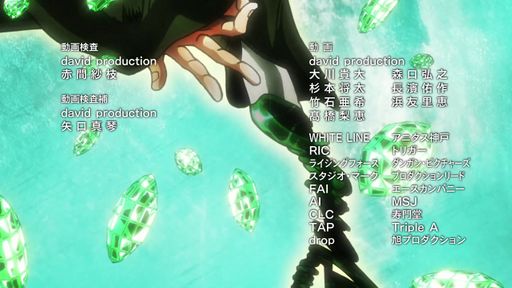 動画検査
david production
赤間紗枝
動画検査補
david production
矢口真琴
動 画
david production
大川貴大 森口弘之
杉本将太 長濱佑作
竹石亜希 浜友里恵
髙橋梨恵
WHITE LINE アニタス神戸
RIC トリガー
ライジングフォース ダンガン・ピクチャーズ
スタジオ・マーク プロダクションリード
FAI エースカンパニー
AI MSJ
CLC 寿門堂
TAP Triple A
drop 旭プロダクション